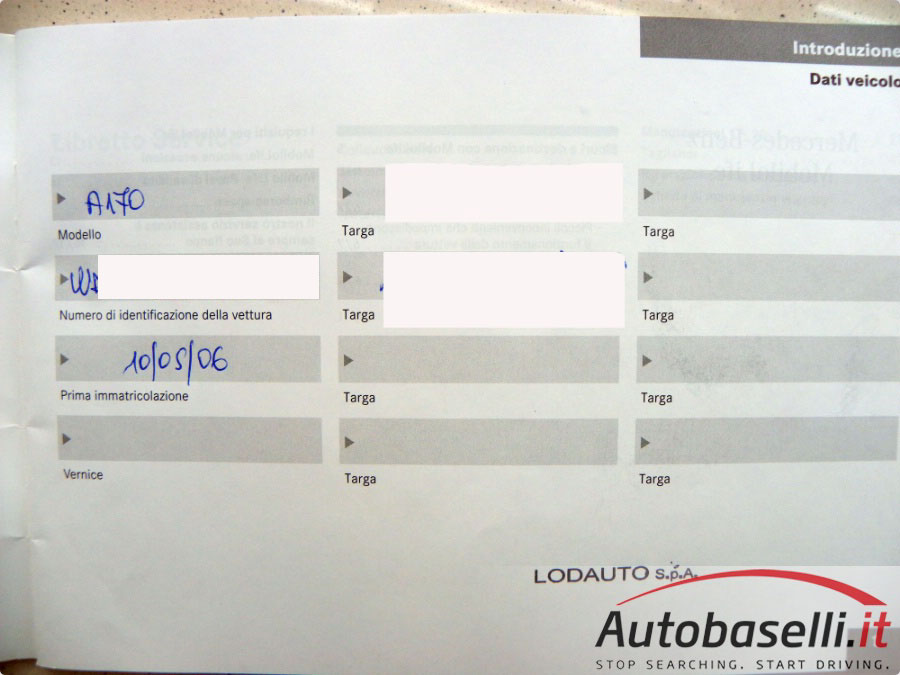 Introduzione
Dati veicolo
A170
Modello
Targa
Targa
Numero di identificazione della vettura
Targa
Targa
10/05/06
Prima immatricolazione
Targa
Targa
Vernice
Targa
Targa
LODAUTO S.p.A.
Autobaselli.it
STOP SEARCHING. START DRIVING.